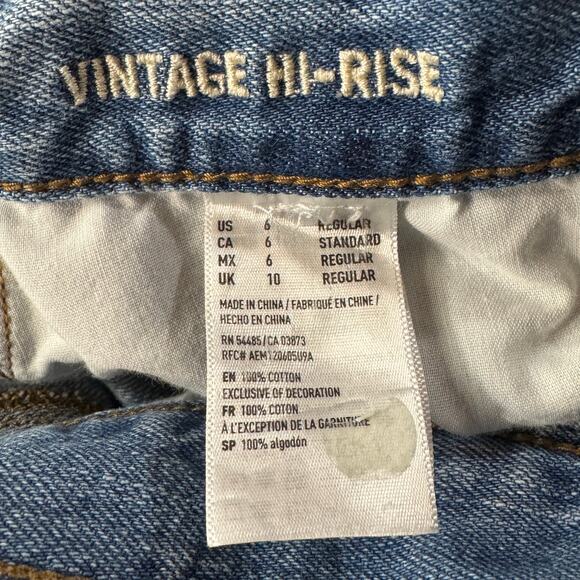 VINTAGE HI-RISE
US 6 REGULAR
CA 6 STANDARD
MX 6 REGULAR
UK 10 REGULAR
MADE IN CHINA / FABRIQUÉ EN CHINE /
HECHO EN CHINA
RN 54485 / CA 03873
RFC# AEM120605U9A
EN 100% COTTON
EXCLUSIVE OF DECORATION
FR 100% COTON
À L'EXCEPTION DE LA GARNITURE
SP 100% algodón